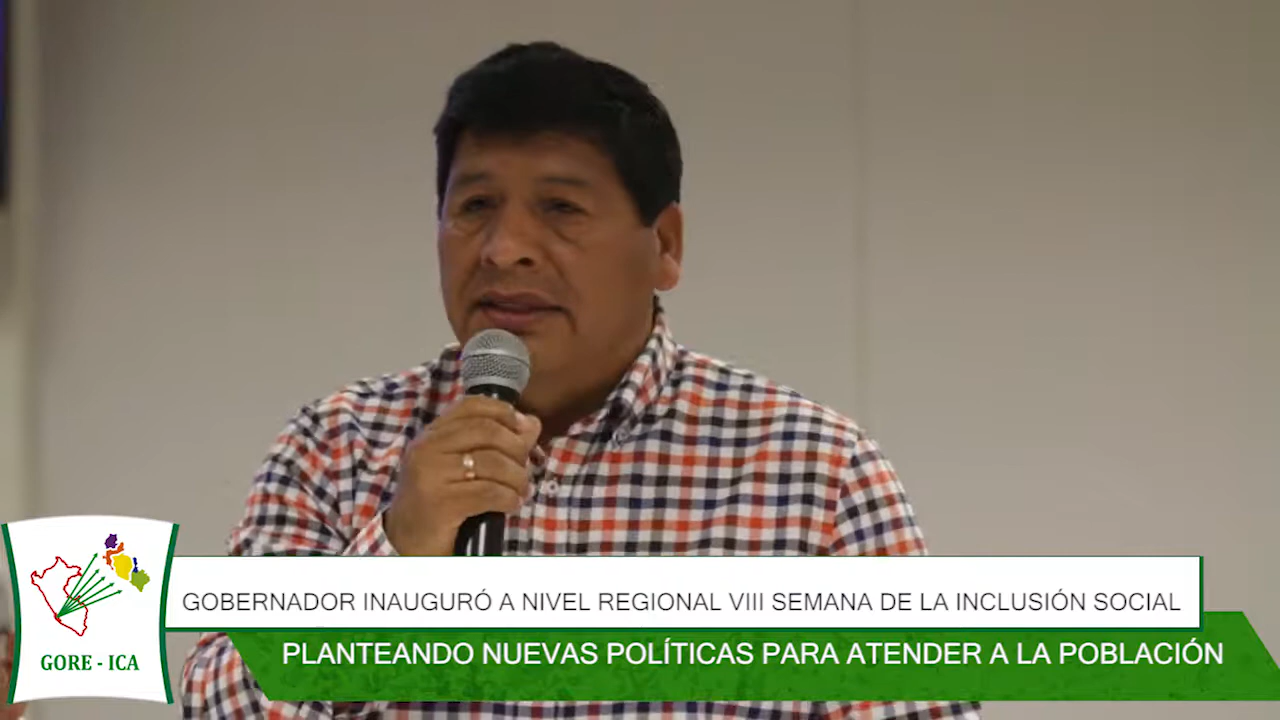 GOBERNADOR INAUGURÓ A NIVEL REGIONAL VIII SEMANA DE LA INCLUSIÓN SOCIAL
PLANTEANDO NUEVAS POLÍTICAS PARA ATENDER A LA POBLACIÓN
GORE - ICA